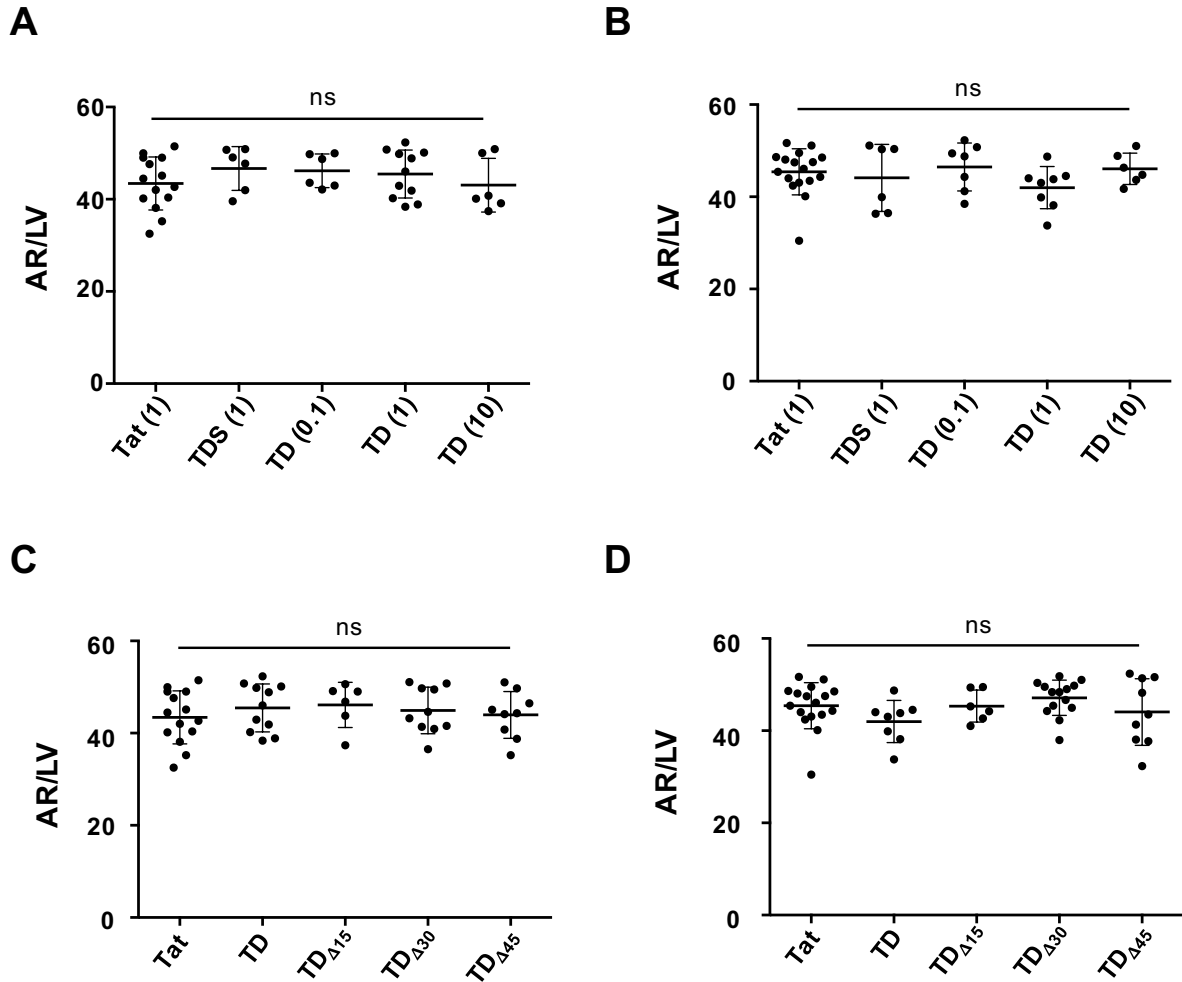 A
ns
60
40
20
0
AR/LV
Tat (1)
TDS (1)
TD (0.1)
TD (1)
TD (10)
B
ns
60
40
20
0
AR/LV
Tat (1)
TDS (1)
TD (0.1)
TD (1)
TD (10)
C
ns
60
40
20
0
AR/LV
Tat
TD
TDΔ15
TDΔ30
TDΔ45
D
ns
60
40
20
0
AR/LV
Tat
TD
TDΔ15
TDΔ30
TDΔ45